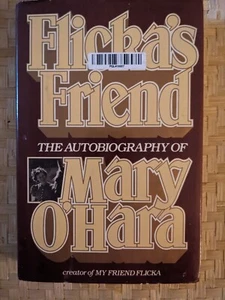 Flicka's
Friend
THE AUTOBIOGRAPHY OF
Mary
O'Hara
creator of MY FRIEND FLICKA